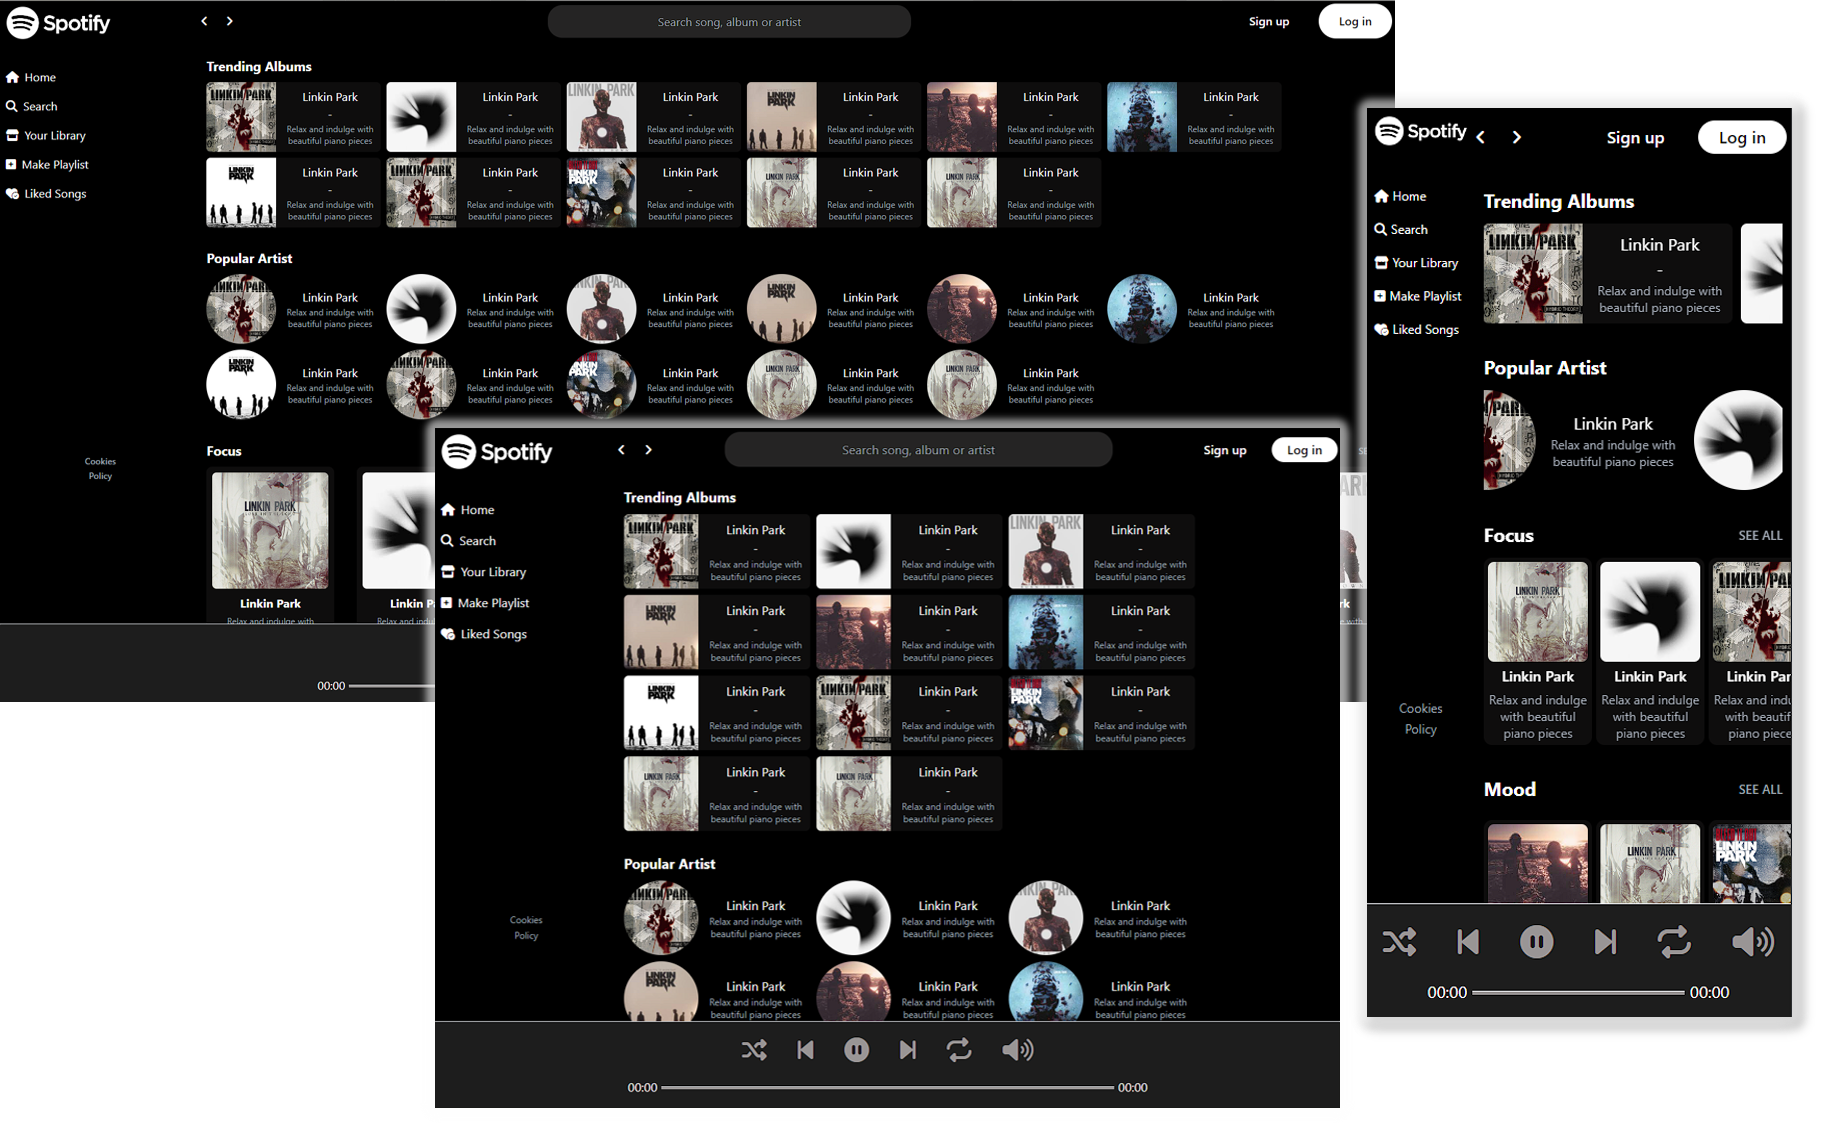 Spotify
Search song, album or artist
Sign up
Log in
Home
Search
Your Library
Make Playlist
Liked Songs
Cookies
Policy
Trending Albums
Linkin Park
-
Relax and indulge with
beautiful piano pieces
Linkin Park
-
Relax and indulge with
beautiful piano pieces
Linkin Park
-
Relax and indulge with
beautiful piano pieces
Linkin Park
-
Relax and indulge with
beautiful piano pieces
Linkin Park
-
Relax and indulge with
beautiful piano pieces
Linkin Park
-
Relax and indulge with
beautiful piano pieces
Linkin Park
-
Relax and indulge with
beautiful piano pieces
Linkin Park
-
Relax and indulge with
beautiful piano pieces
Linkin Park
-
Relax and indulge with
beautiful piano pieces
Linkin Park
-
Relax and indulge with
beautiful piano pieces
Linkin Park
-
Relax and indulge with
beautiful piano pieces
Popular Artist
Linkin Park
Relax and indulge with
beautiful piano pieces
Linkin Park
Relax and indulge with
beautiful piano pieces
Linkin Park
Relax and indulge with
beautiful piano pieces
Linkin Park
Relax and indulge with
beautiful piano pieces
Linkin Park
Relax and indulge with
beautiful piano pieces
Linkin Park
Relax and indulge with
beautiful piano pieces
Linkin Park
Relax and indulge with
beautiful piano pieces
Linkin Park
Relax and indulge with
beautiful piano pieces
Linkin Park
Relax and indulge with
beautiful piano pieces
Linkin Park
Relax and indulge with
beautiful piano pieces
Linkin Park
Relax and indulge with
beautiful piano pieces
Focus
Linkin Park
Relax and indulge with
00:00
Spotify
Search song, album or artist
Sign up
Log in
Home
Search
Your Library
Make Playlist
Liked Songs
Cookies
Policy
Trending Albums
Linkin Park
-
Relax and indulge with
beautiful piano pieces
Linkin Park
-
Relax and indulge with
beautiful piano pieces
Linkin Park
-
Relax and indulge with
beautiful piano pieces
Linkin Park
-
Relax and indulge with
beautiful piano pieces
Linkin Park
-
Relax and indulge with
beautiful piano pieces
Linkin Park
-
Relax and indulge with
beautiful piano pieces
Linkin Park
-
Relax and indulge with
beautiful piano pieces
Linkin Park
-
Relax and indulge with
beautiful piano pieces
Linkin Park
-
Relax and indulge with
beautiful piano pieces
Linkin Park
-
Relax and indulge with
beautiful piano pieces
Linkin Park
-
Relax and indulge with
beautiful piano pieces
Popular Artist
Linkin Park
Relax and indulge with
beautiful piano pieces
Linkin Park
Relax and indulge with
beautiful piano pieces
Linkin Park
Relax and indulge with
beautiful piano pieces
Linkin Park
Relax and indulge with
beautiful piano pieces
Linkin Park
Relax and indulge with
beautiful piano pieces
Linkin Park
Relax and indulge with
beautiful piano pieces
00:00
00:00
Spotify
Sign up
Log in
Home
Search
Your Library
Make Playlist
Liked Songs
Cookies
Policy
Trending Albums
Linkin Park
-
Relax and indulge with
beautiful piano pieces
Popular Artist
Linkin Park
Relax and indulge with
beautiful piano pieces
Focus
SEE ALL
Linkin Park
Relax and indulge
with beautiful
piano pieces
Linkin Park
Relax and indulge
with beautiful
piano pieces
Linkin Par
Relax and indu
with beautif
piano pieces
Mood
SEE ALL
00:00
00:00